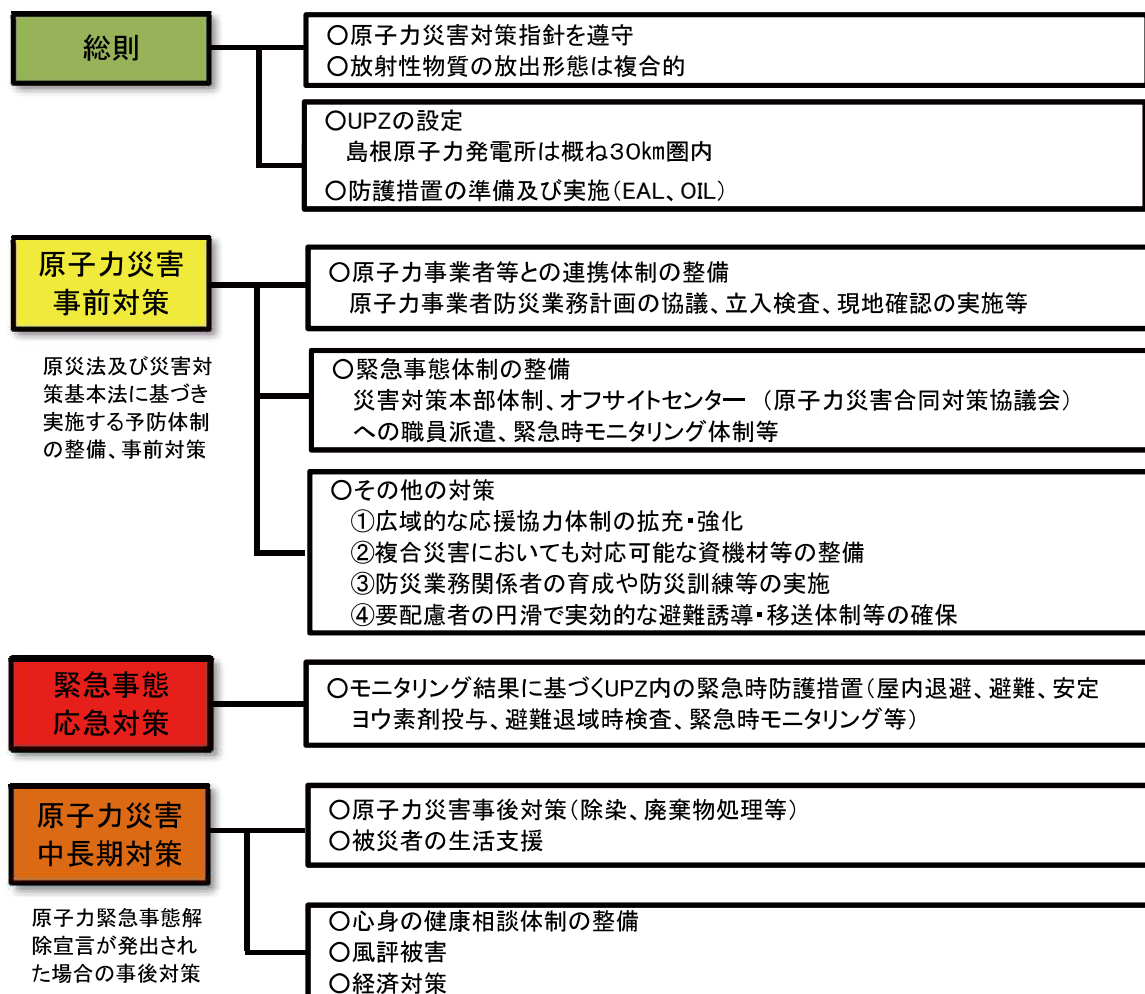 総則
○原子力災害対策指針を遵守
○放射性物質の放出形態は複合的
○UPZの設定
島根原子力発電所は概ね30㎞圏内
○防護措置の準備及び実施(EAL、OIL)
原子力災害
事前対策
原災法及び災害対
策基本法に基づき
実施する予防体制
の整備、事前対策
○原子力事業者等との連携体制の整備
原子力事業者防災業務計画の協議、立入検査、現地確認の実施等
○緊急事態体制の整備
災害対策本部体制、オフサイトセンター (原子力災害合同対策協議会)
への職員派遣、緊急時モニタリング体制等
○その他の対策
①広域的な応援協力体制の拡充・強化
②複合災害においても対応可能な資機材等の整備
③防災業務関係者の育成や防災訓練等の実施
④要配慮者の円滑で実効的な避難誘導・移送体制等の確保
緊急事態
応急対策
○モニタリング結果に基づくUPZ内の緊急時防護措置(屋内退避、避難、安定
ヨウ素剤投与、避難退域時検査、緊急時モニタリング等)
原子力災害
中長期対策
原子力緊急事態解
除宣言が発出され
た場合の事後対策
○原子力災害事後対策(除染、廃棄物処理等)
○被災者の生活支援
○心身の健康相談体制の整備
○風評被害
○経済対策